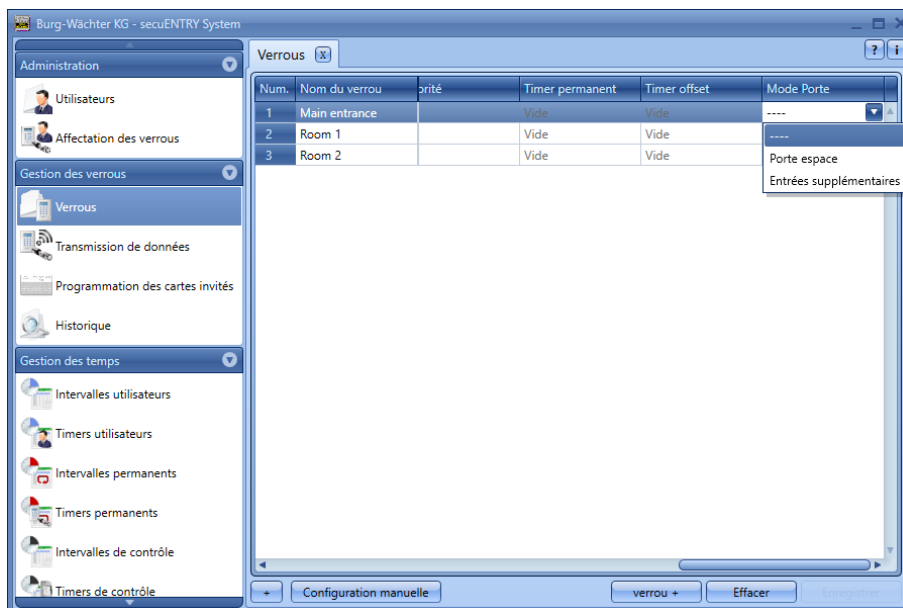 Burg-Wächter KG - secuENTRY System
Administration
Utilisateurs
Affectation des verrous
Gestion des verrous
Verrous
Transmission de données
Programmation des cartes invités
Historique
Gestion des temps
Intervalles utilisateurs
Timers utilisateurs
Intervalles permanents
Timers permanents
Intervalles de contrôle
Timers de contrôle
Verrous X ? i
Num. Nom du verrou orité Timer permanent Timer offset Mode Porte
1 Main entrance Vide Vide ----
2 Room 1 Vide Vide
3 Room 2 Vide Vide
----
Porte espace
Entrées supplémentaires
+ Configuration manuelle verrou + Effacer Enregistrer